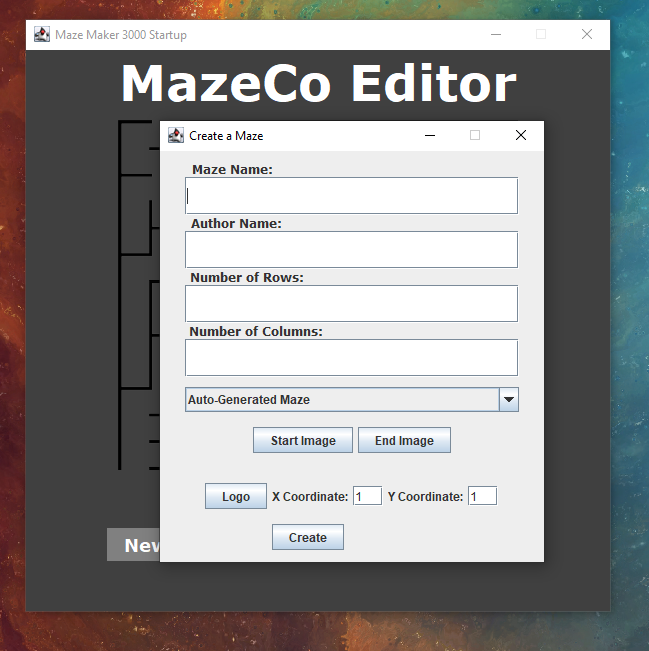 Maze Maker 3000 Startup
MazeCo Editor
Create a Maze
Maze Name:
Author Name:
Number of Rows:
Number of Columns:
Auto-Generated Maze
Start Image End Image
Logo X Coordinate: 1 Y Coordinate: 1
Create